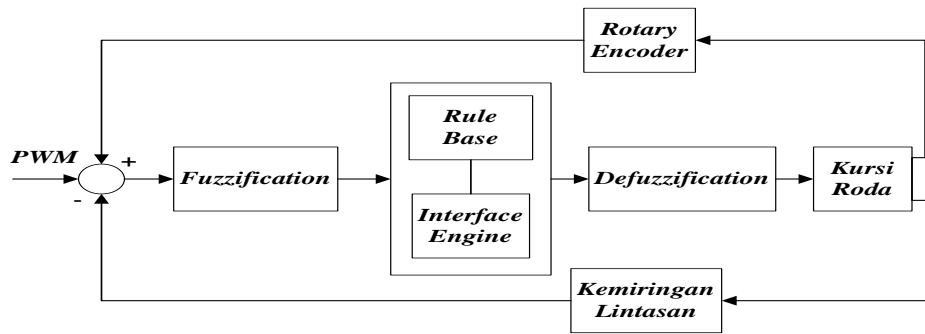 Rotary
Encoder
PWM
+
-
Fuzzification
Rule
Base
Interface
Engine
Defuzzification
Kursi
Roda
Kemiringan
Lintasan